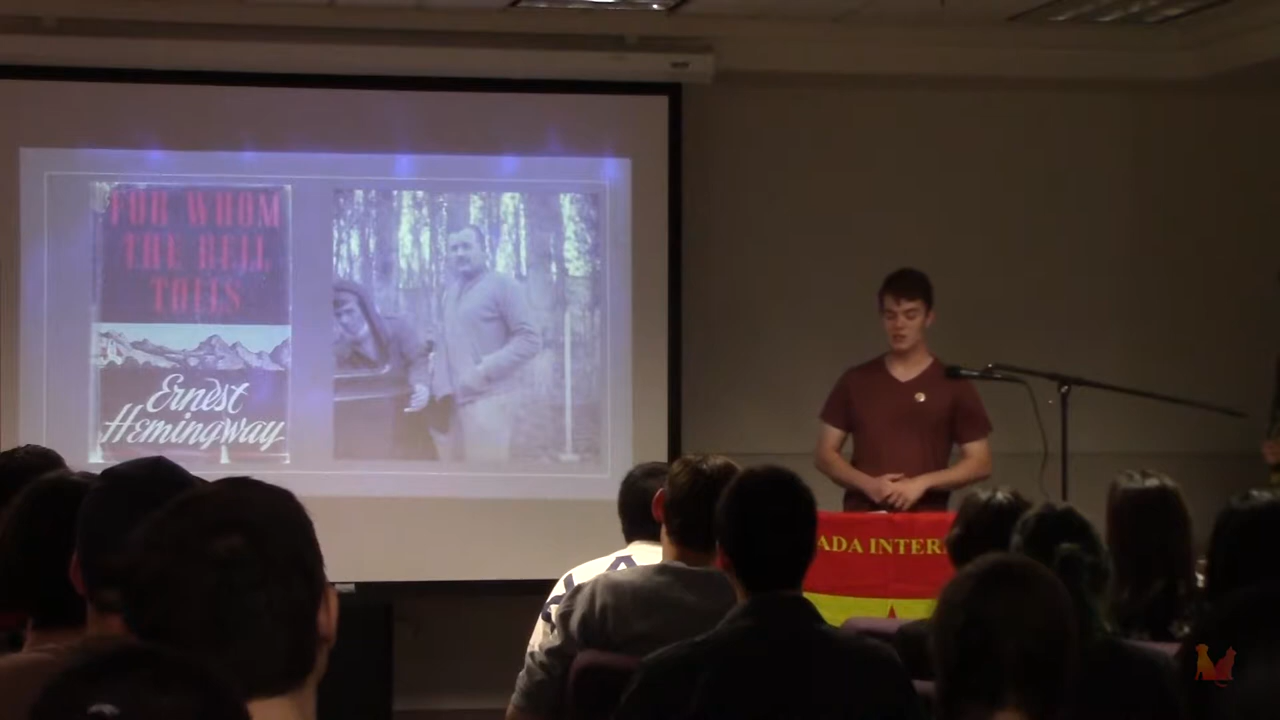 FOR WHOM
THE BELL
TOLLS
Ernest
Hemingway
ADA INTER